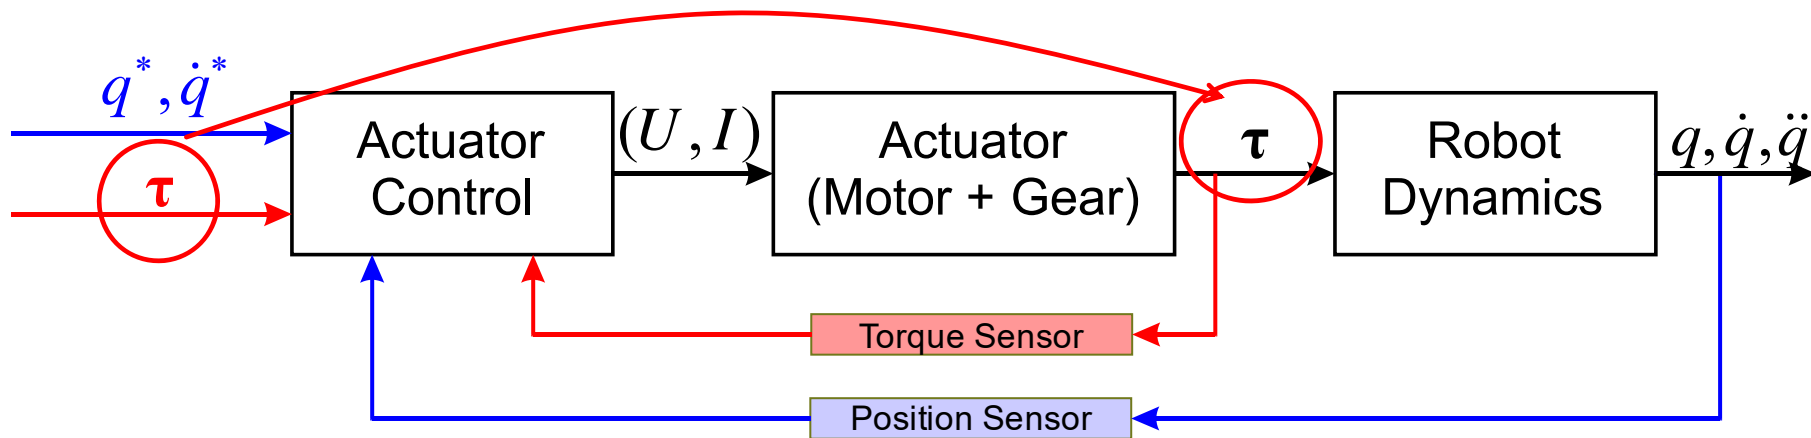 q*, q̇*
τ
Actuator
Control
(U, I)
Actuator
(Motor + Gear)
τ
Robot
Dynamics
q, q̇, q̈
Torque Sensor
Position Sensor